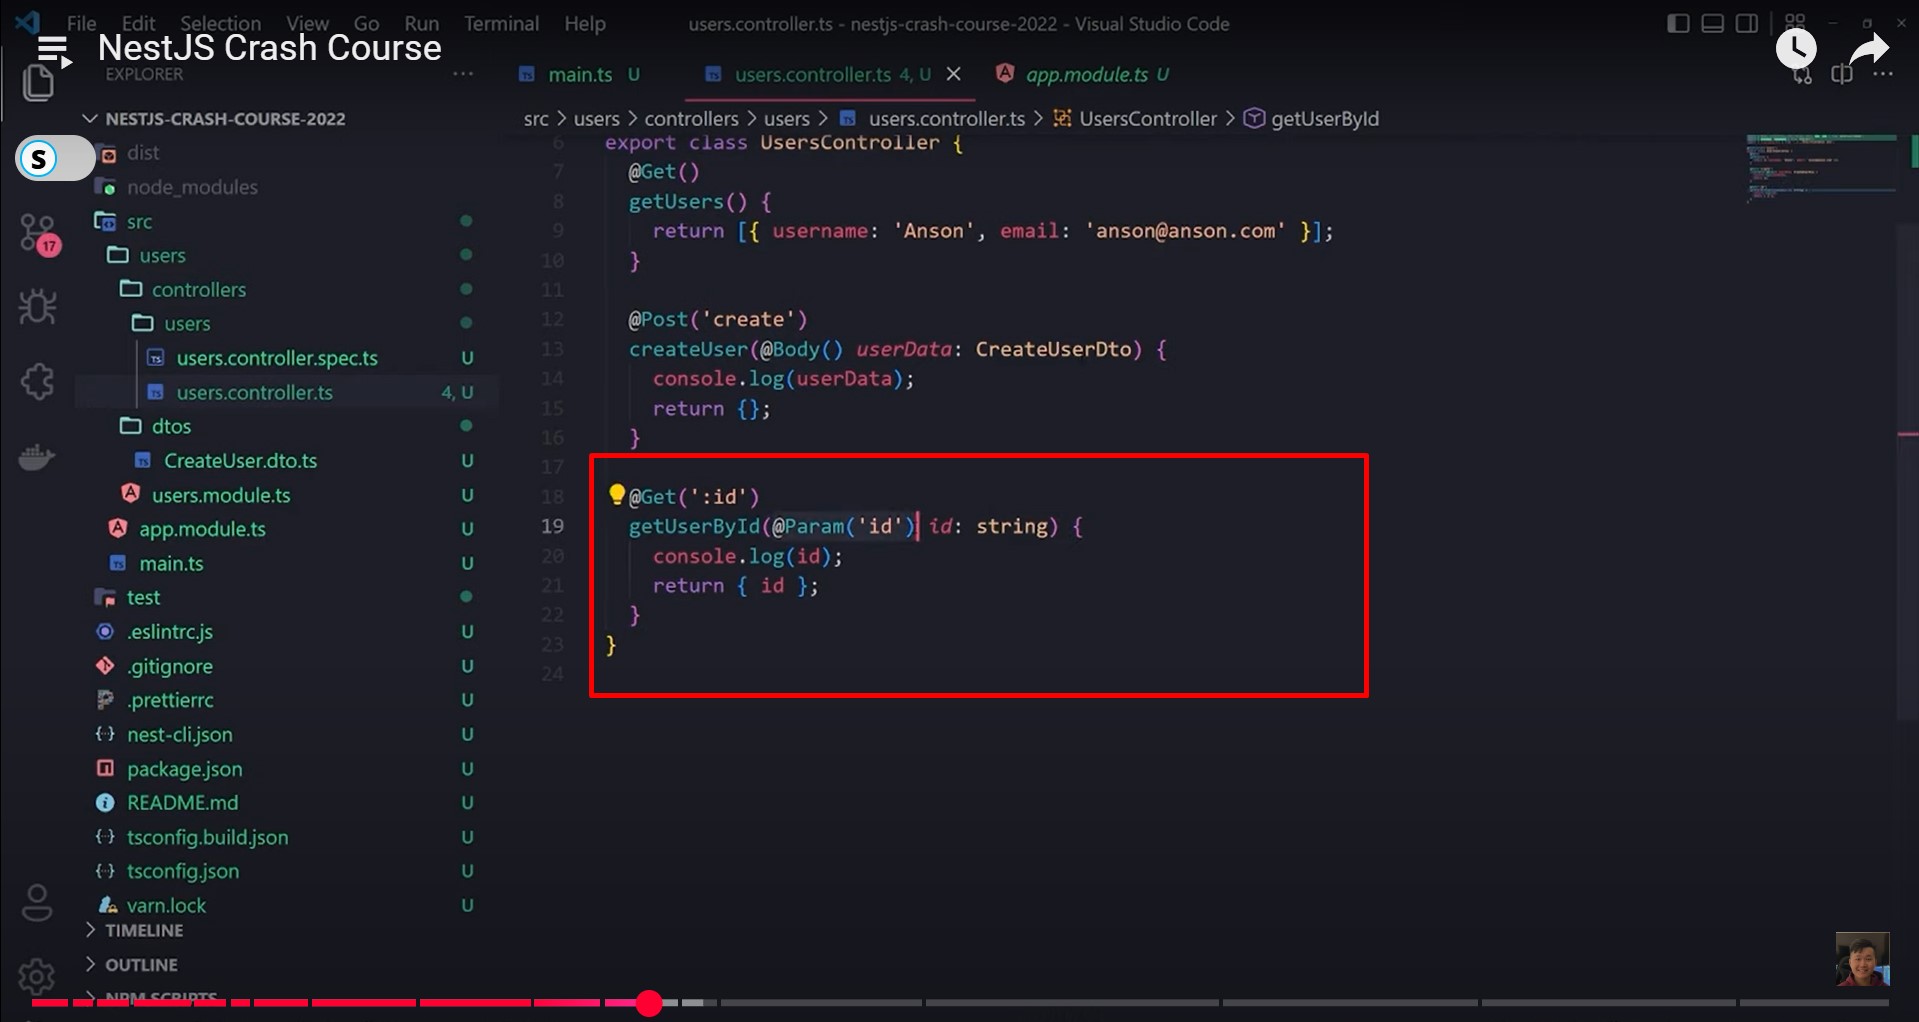 File Edit Selection View Go Run Terminal Help
users.controller.ts - nestjs-crash-course-2022 - Visual Studio Code
NestJS Crash Course
EXPLORER
main.ts U
users.controller.ts 4, U
app.module.ts U
NESTJS-CRASH-COURSE-2022
src > users > controllers > users > users.controller.ts > UsersController > getUserById
S
dist
node_modules
17
src
users
controllers
users
users.controller.spec.ts U
users.controller.ts 4, U
dtos
CreateUser.dto.ts U
users.module.ts U
app.module.ts U
main.ts U
test
.eslintrc.js U
.gitignore U
.prettierrc U
nest-cli.json U
package.json U
README.md U
tsconfig.build.json U
tsconfig.json U
yarn.lock U
TIMELINE
OUTLINE
NPM SCRIPTS
6 export class UsersController {
7 @Get()
8 getUsers() {
9 return [{ username: 'Anson', email: 'anson@anson.com' }];
10 }
11
12 @Post('create')
13 createUser(@Body() userData: CreateUserDto) {
14 console.log(userData);
15 return {};
16 }
17
18 @Get(':id')
19 getUserById(@Param('id') id: string) {
20 console.log(id);
21 return { id };
22 }
23 }
24